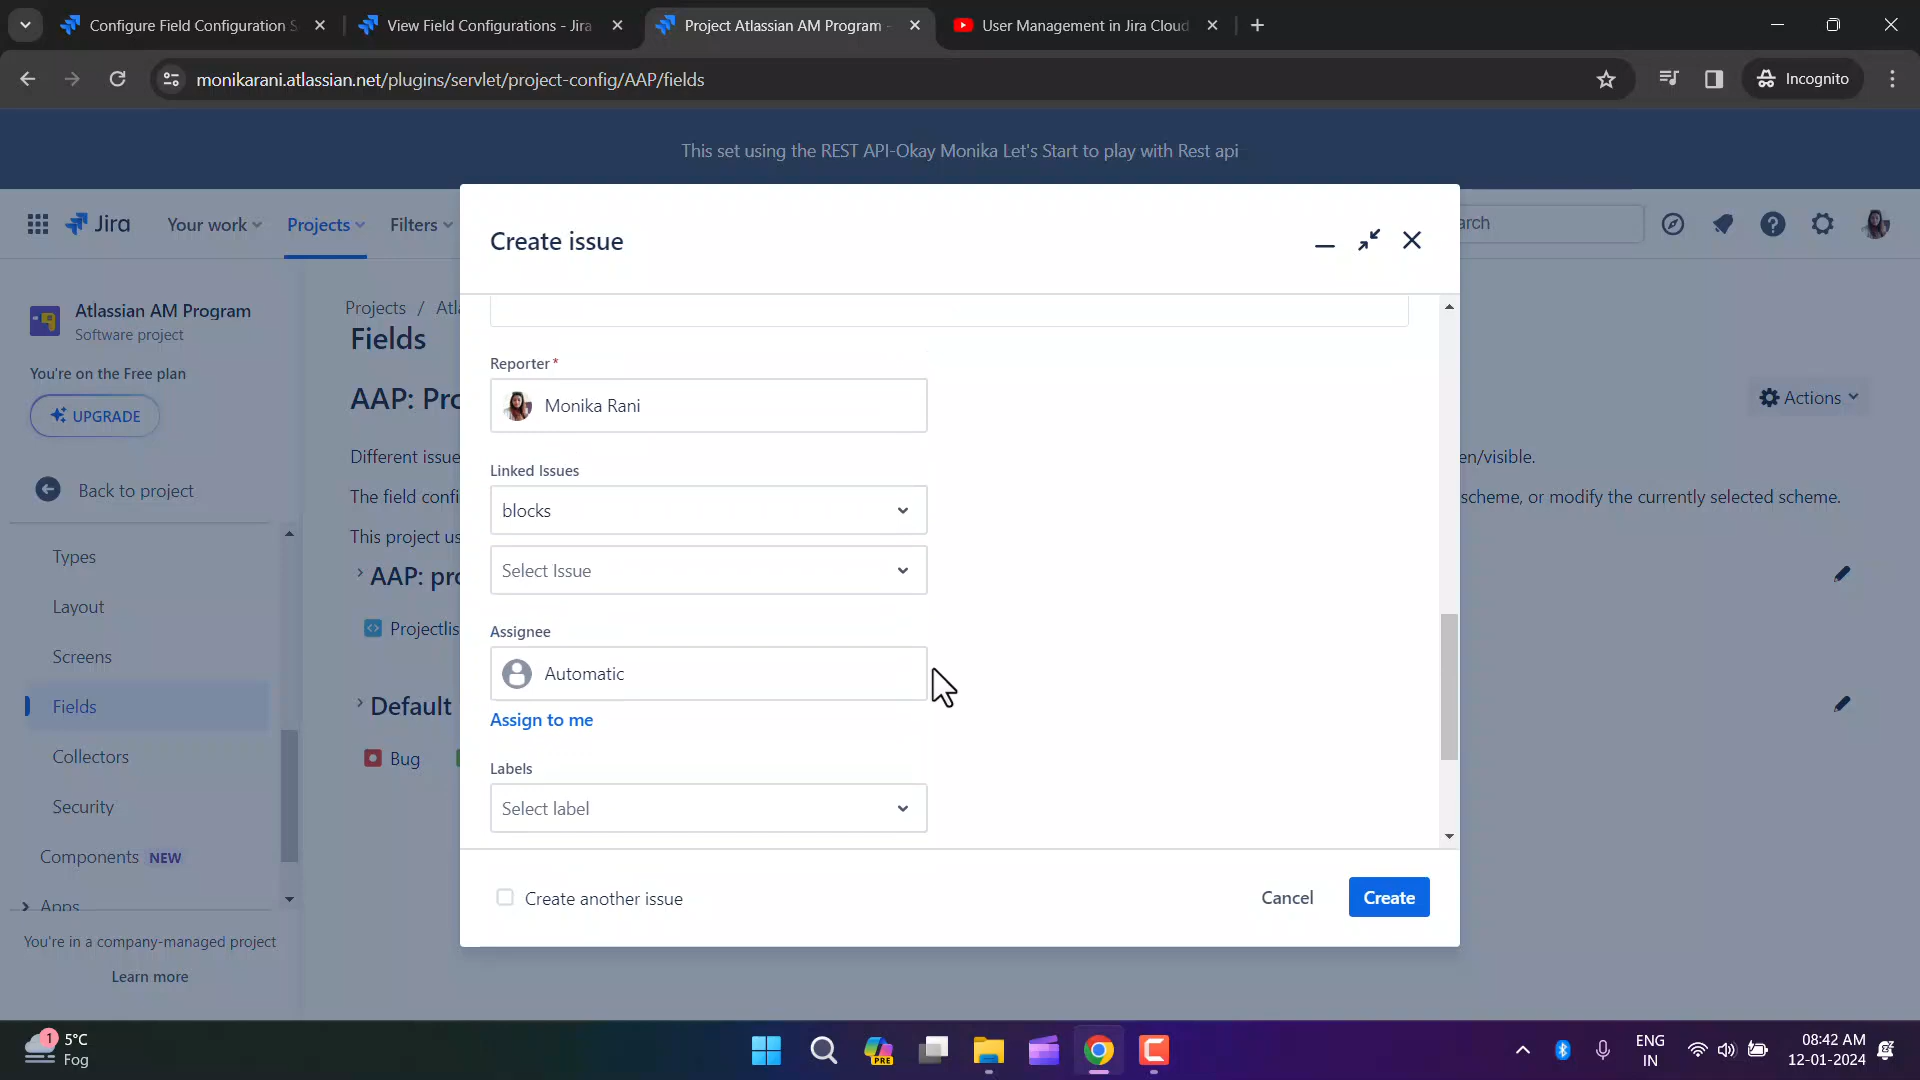 Configure Field Configuration S
View Field Configurations - Jira
Project Atlassian AM Program -
User Management in Jira Cloud
monikarani.atlassian.net/plugins/servlet/project-config/AAP/fields
Incognito
This set using the REST API-Okay Monika Let's Start to play with Rest api
Jira
Your work
Projects
Filters
arch
Create issue
Atlassian AM Program
Software project
You're on the Free plan
UPGRADE
Back to project
Types
Layout
Screens
Fields
Collectors
Security
Components NEW
Apps
You're in a company-managed project
Learn more
Projects / Atl
Fields
AAP: Pro
Actions
Different issue
en/visible.
The field confi
scheme, or modify the currently selected scheme.
This project us
AAP: pro
Projectlis
Default
Bug
Reporter *
Monika Rani
Linked Issues
blocks
Select Issue
Assignee
Automatic
Assign to me
Labels
Select label
Create another issue
Cancel
Create
1
5°C
Fog
PRE
ENG
IN
08:42 AM
12-01-2024